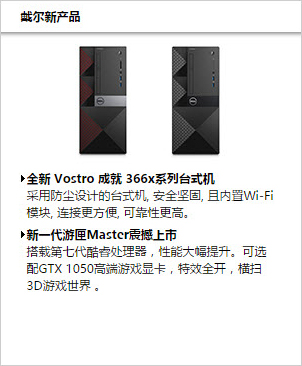 戴尔新产品
全新 Vostro 成就 366x系列台式机
采用防尘设计的台式机, 安全坚固, 且内置Wi-Fi
模块, 连接更方便, 可靠性更高。
新一代游匣Master震撼上市
搭载第七代酷睿处理器，性能大幅提升。可选
配GTX 1050高端游戏显卡，特效全开，横扫
3D游戏世界 。